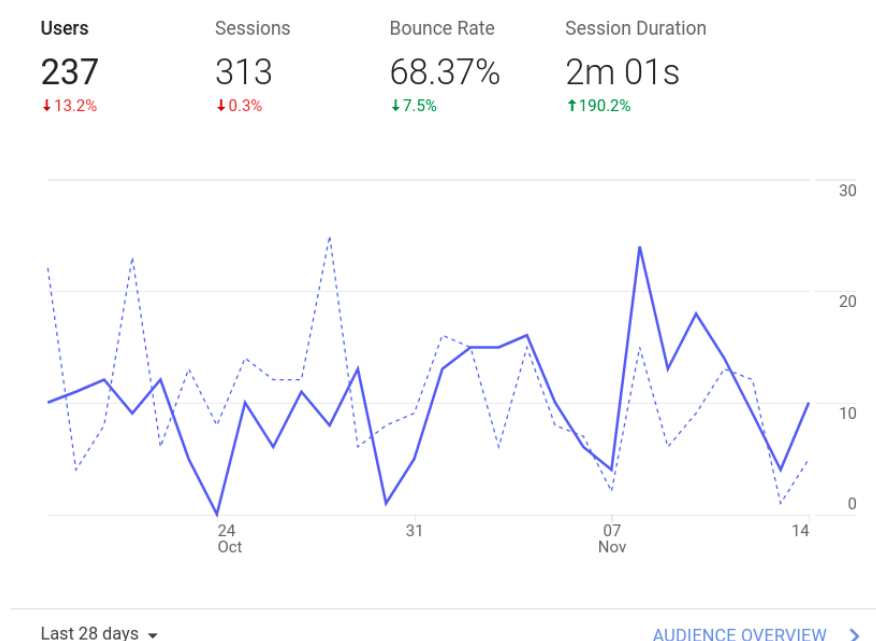 Users Sessions Bounce Rate Session Duration
237 313 68.37% 2m 01s
↓13.2% ↓0.3% ↓7.5% ↑190.2%
30
20
10
0
24 31 07 14
Oct Nov
Last 28 days AUDIENCE OVERVIEW